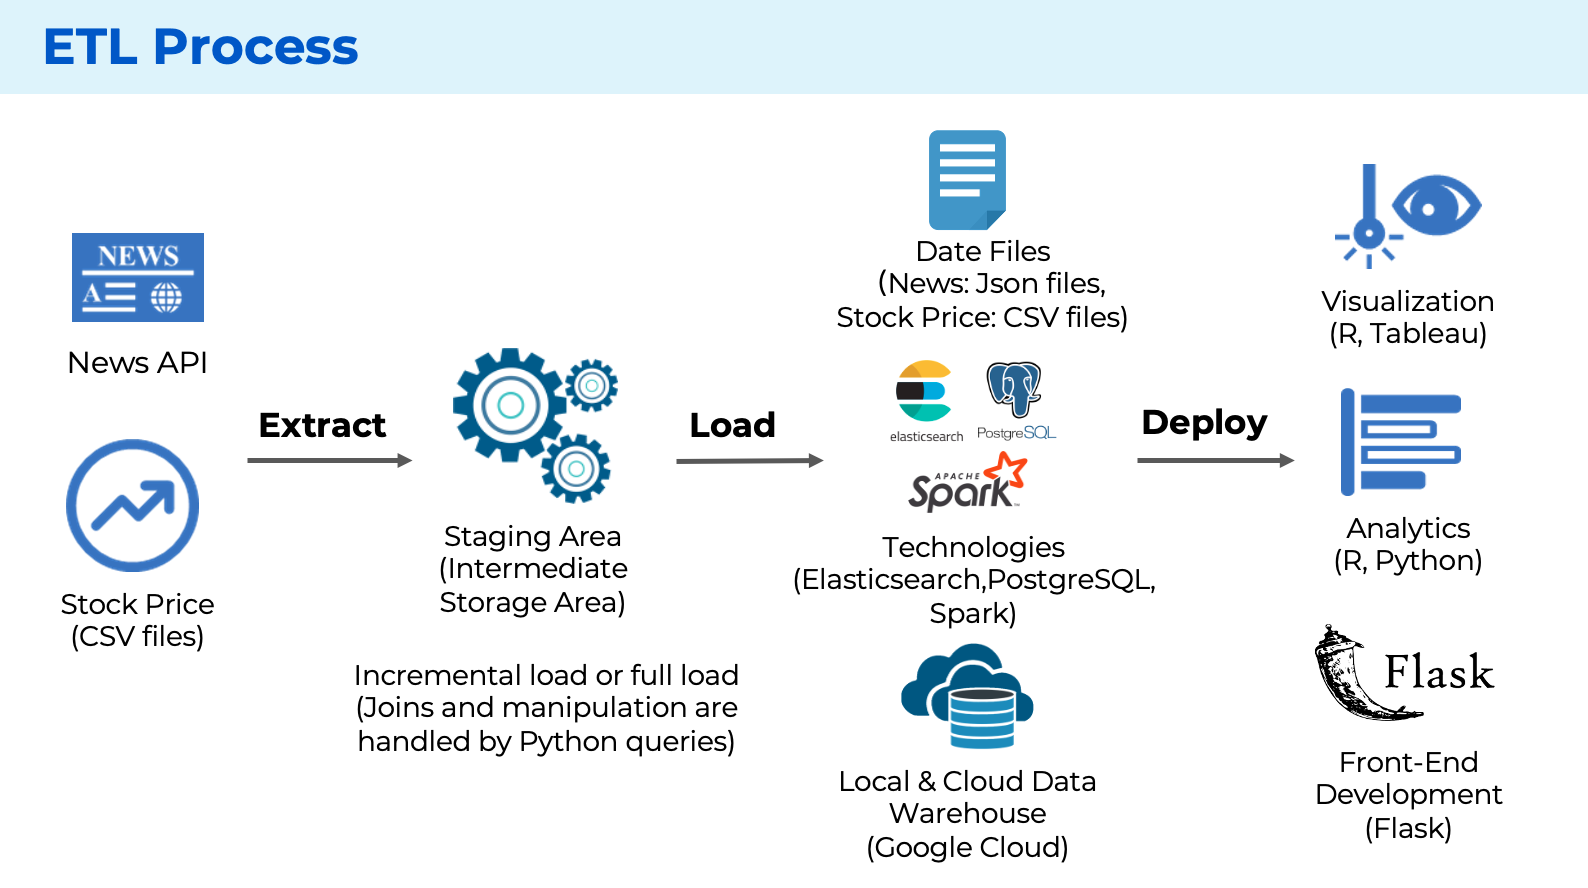 ETL Process
NEWS
A
News API
Stock Price
(CSV files)
Extract
Staging Area
(Intermediate
Storage Area)
Incremental load or full load
(Joins and manipulation are
handled by Python queries)
Load
Date Files
(News: Json files,
Stock Price: CSV files)
elasticsearch
PostgreSQL
APACHE
Spark
Technologies
(Elasticsearch,PostgreSQL,
Spark)
Local & Cloud Data
Warehouse
(Google Cloud)
Deploy
Visualization
(R, Tableau)
Analytics
(R, Python)
Flask
Front-End
Development
(Flask)